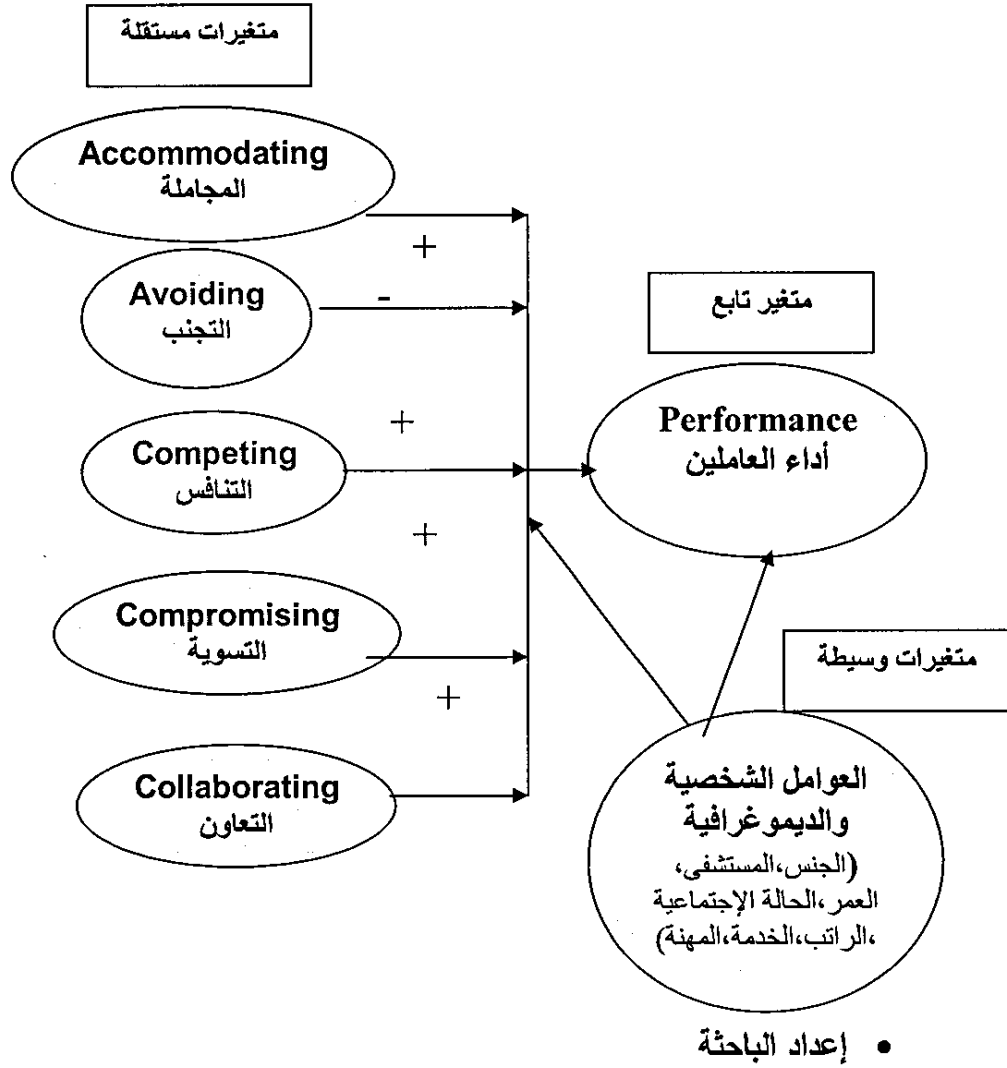 متغيرات مستقلة
Accommodating
المجاملة
+
Avoiding
التجنب
-
متغير تابع
Performance
أداء العاملين
+
Competing
التنافس
+
Compromising
التسوية
+
متغيرات وسيطة
Collaborating
التعاون
العوامل الشخصية
والديموغرافية
(الجنس،المستشفى،
العمر،الحالة الإجتماعية
،الراتب،الخدمة،المهنة)
• إعداد الباحثة